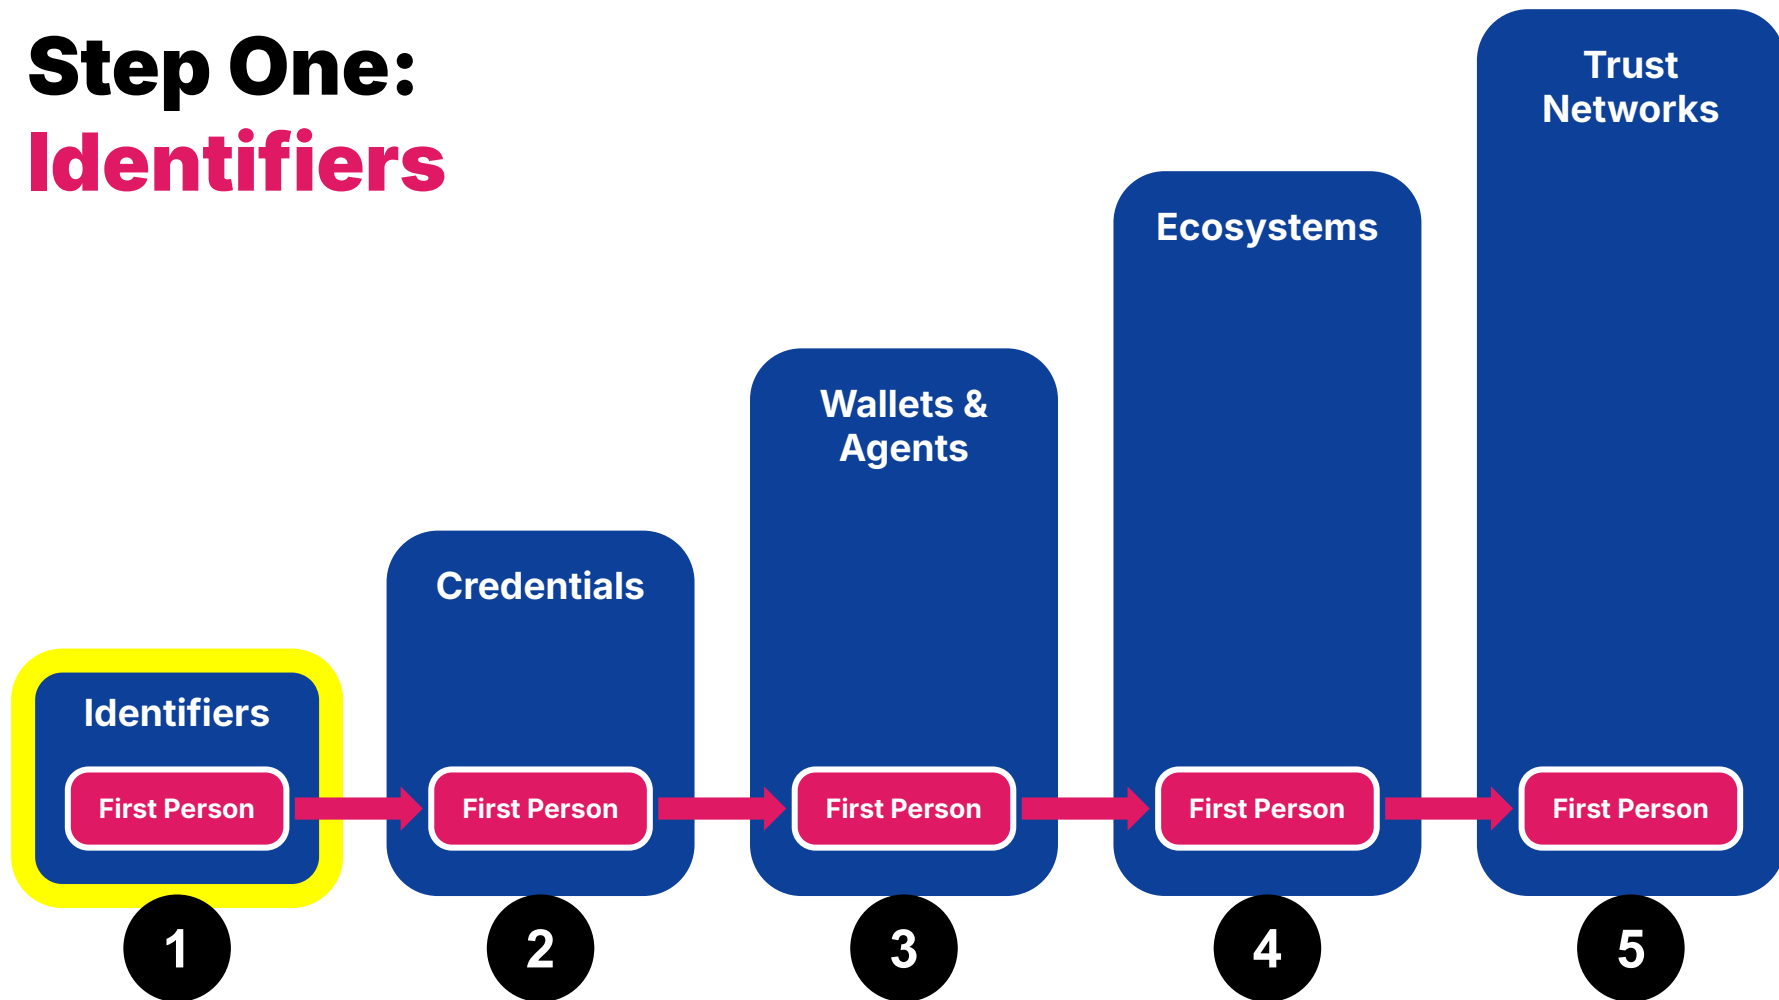 Step One:
Identifiers
Trust
Networks
Ecosystems
Wallets &
Agents
Credentials
Identifiers
First Person
First Person
First Person
First Person
First Person
1
2
3
4
5